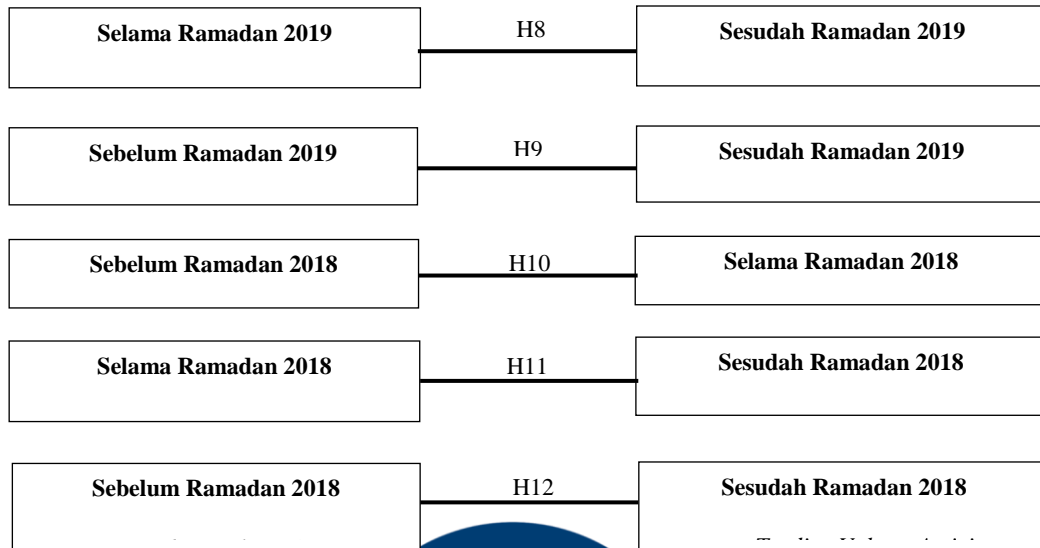 Selama Ramadan 2019 H8 Sesudah Ramadan 2019
Sebelum Ramadan 2019 H9 Sesudah Ramadan 2019
Sebelum Ramadan 2018 H10 Selama Ramadan 2018
Selama Ramadan 2018 H11 Sesudah Ramadan 2018
Sebelum Ramadan 2018 H12 Sesudah Ramadan 2018